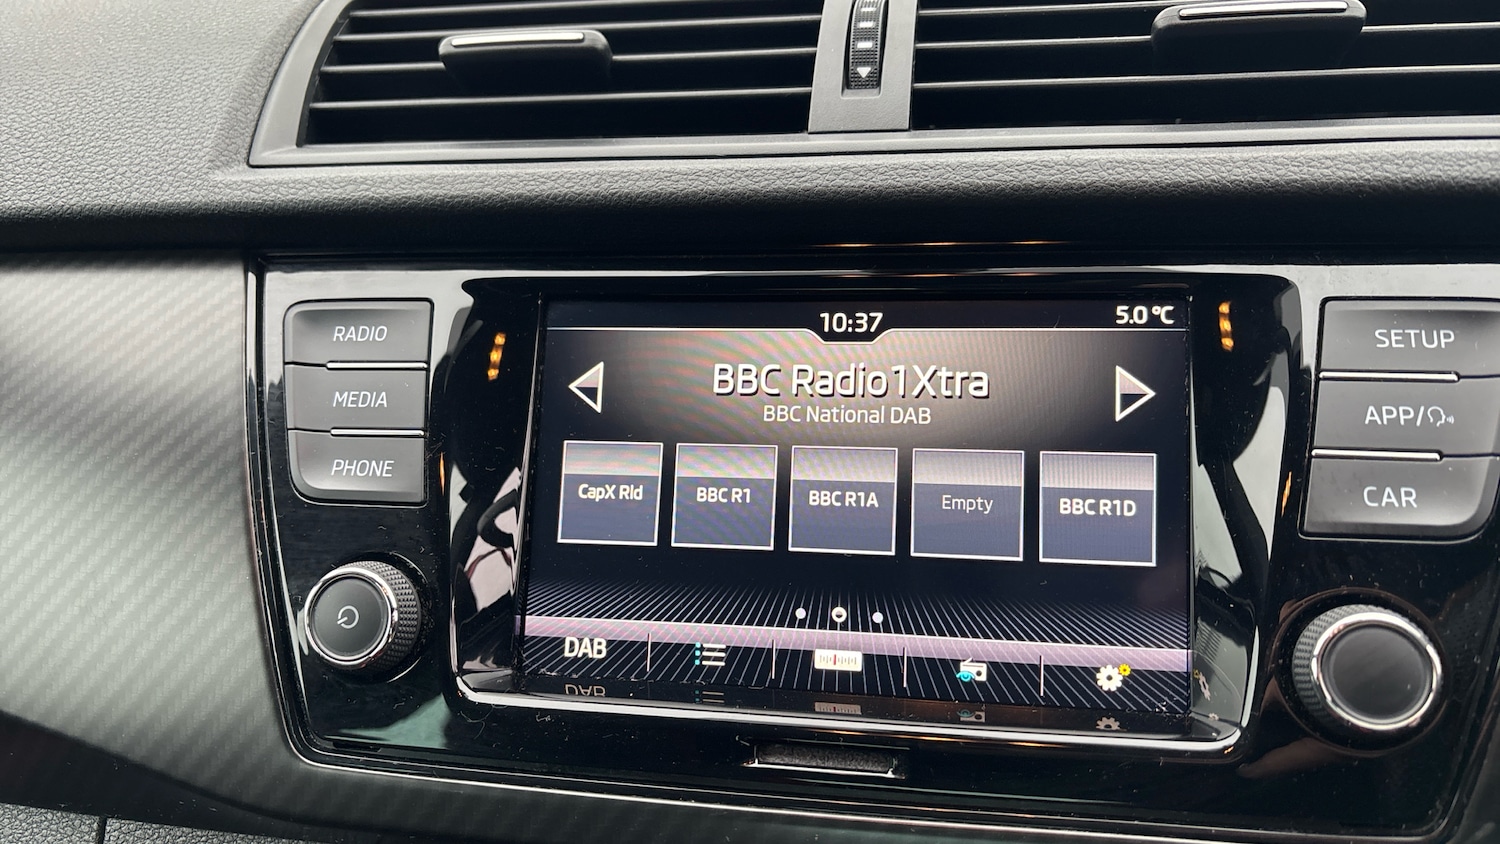 10:37
5.0 °C
RADIO
MEDIA
PHONE
BBC Radio1Xtra
BBC National DAB
CapX Rld
BBC R1
BBC R1A
Empty
BBC R1D
DAB
SETUP
APP/
CAR